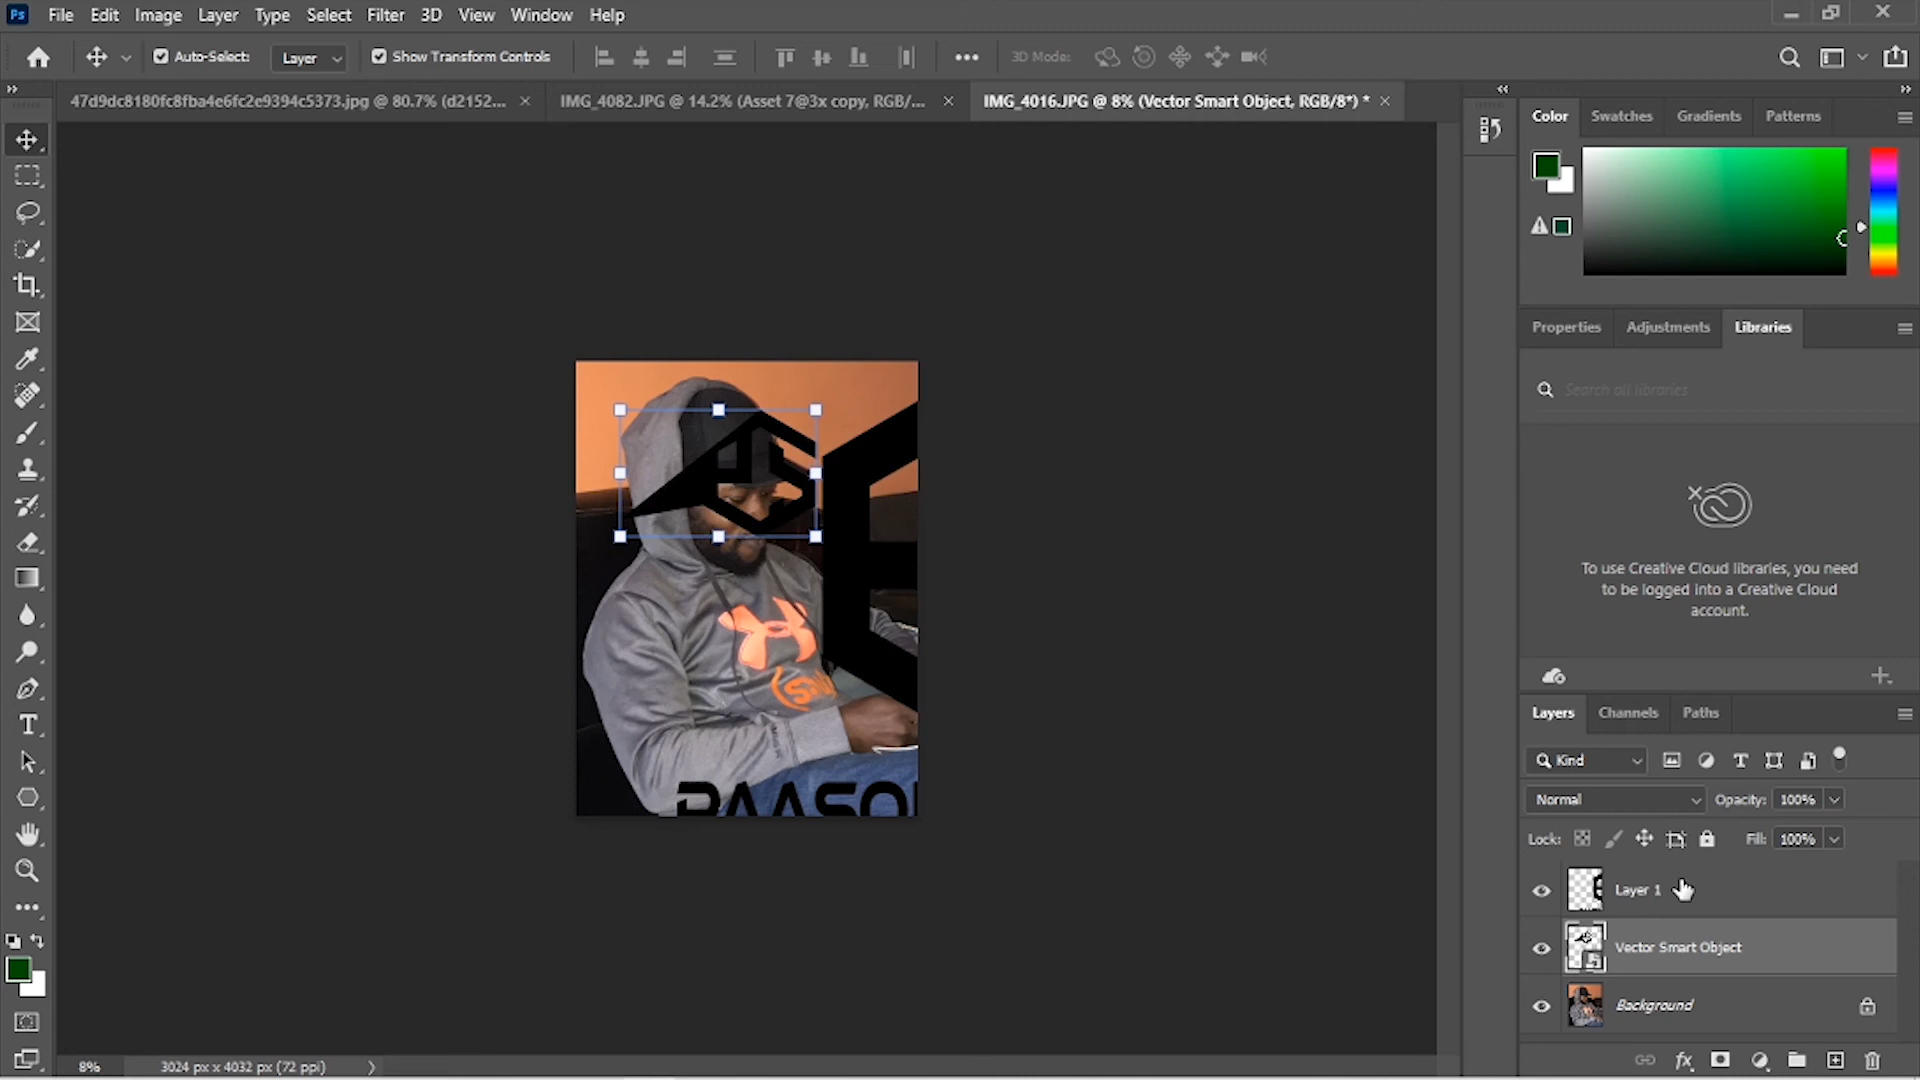 Ps File Edit Image Layer Type Select Filter 3D View Window Help
Auto-Select: Layer Show Transform Controls 3D Mode:
47d9dc8180fc8fba4e6fc2e9394c5373.jpg @ 80.7% (d2152... IMG_4082.JPG @ 14.2% (Asset 7@3x copy, RGB/... IMG_4016.JPG @ 8% (Vector Smart Object, RGB/8*) *
Color Swatches Gradients Patterns
Properties Adjustments Libraries
Search all libraries
To use Creative Cloud libraries, you need
to be logged into a Creative Cloud
account.
Layers Channels Paths
Kind
Normal Opacity: 100%
Lock: Fill: 100%
Layer 1
Vector Smart Object
Background
8% 3024 px x 4032 px (72 ppi)